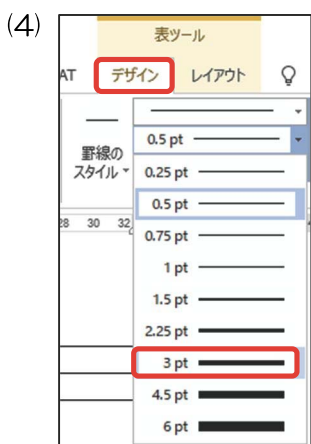 (4)
表ツール
AT デザイン レイアウト
0.5 pt
罫線の
スタイル
0.25 pt
28 30 32
0.5 pt
0.75 pt
1 pt
1.5 pt
2.25 pt
3 pt
4.5 pt
6 pt